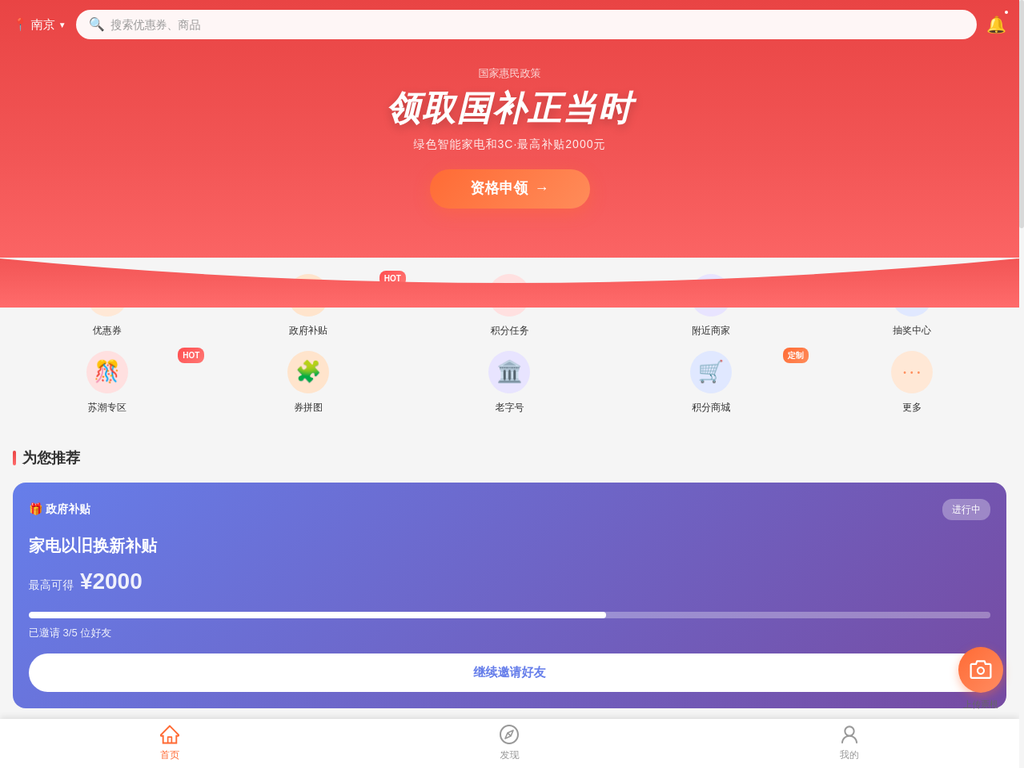 南京 ▼
搜索优惠券、商品
国家惠民政策
领取国补正当时
绿色智能家电和3C·最高补贴2000元
资格申领 →
HOT
优惠券
政府补贴
积分任务
附近商家
抽奖中心
HOT
定制
苏潮专区
券拼图
老字号
积分商城
更多
为您推荐
政府补贴
进行中
家电以旧换新补贴
最高可得 ¥2000
已邀请 3/5 位好友
继续邀请好友
首页
发现
我的